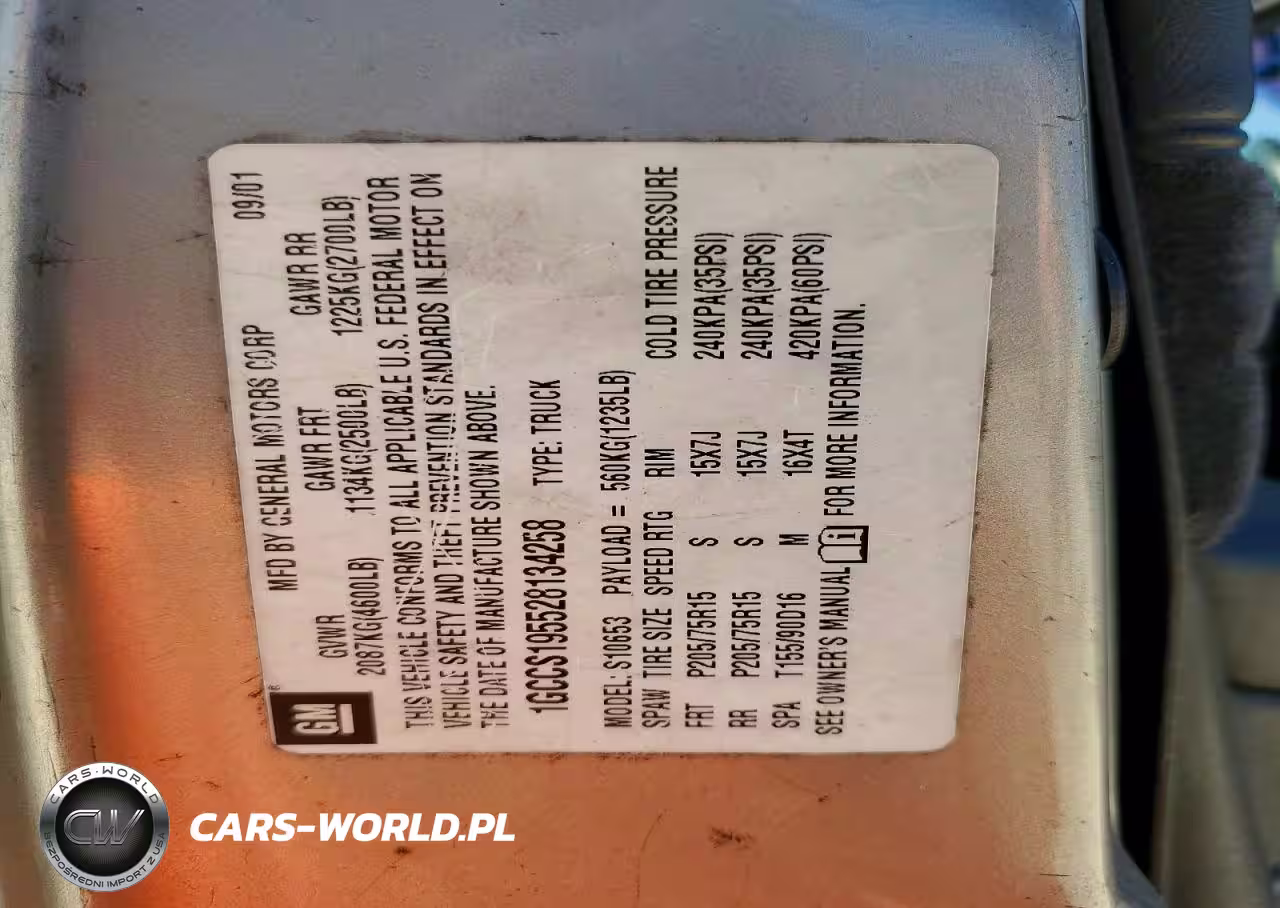 MFD BY GENERAL MOTORS CORP 09/01
GVWR GAWR FRT GAWR RR
2087KG(4600LB) 1134KG(2500LB) 1225KG(2700LB)
GM ®
THIS VEHICLE CONFORMS TO ALL APPLICABLE U.S. FEDERAL MOTOR
VEHICLE SAFETY AND THEFT PREVENTION STANDARDS IN EFFECT ON
THE DATE OF MANUFACTURE SHOWN ABOVE.
1GCCS195528134258 TYPE: TRUCK
MODEL: S10653 PAYLOAD = 560KG(1235LB)
SPAW TIRE SIZE SPEED RTG RIM COLD TIRE PRESSURE
FRT P205/75R15 S 15X7J 240KPA(35PSI)
RR P205/75R15 S 15X7J 240KPA(35PSI)
SPA T155/90D16 M 16X4T 420KPA(60PSI)
SEE OWNER'S MANUAL i FOR MORE INFORMATION.
CARS-WORLD
CW
BEZPOŚREDNI IMPORT Z USA
CARS-WORLD.PL